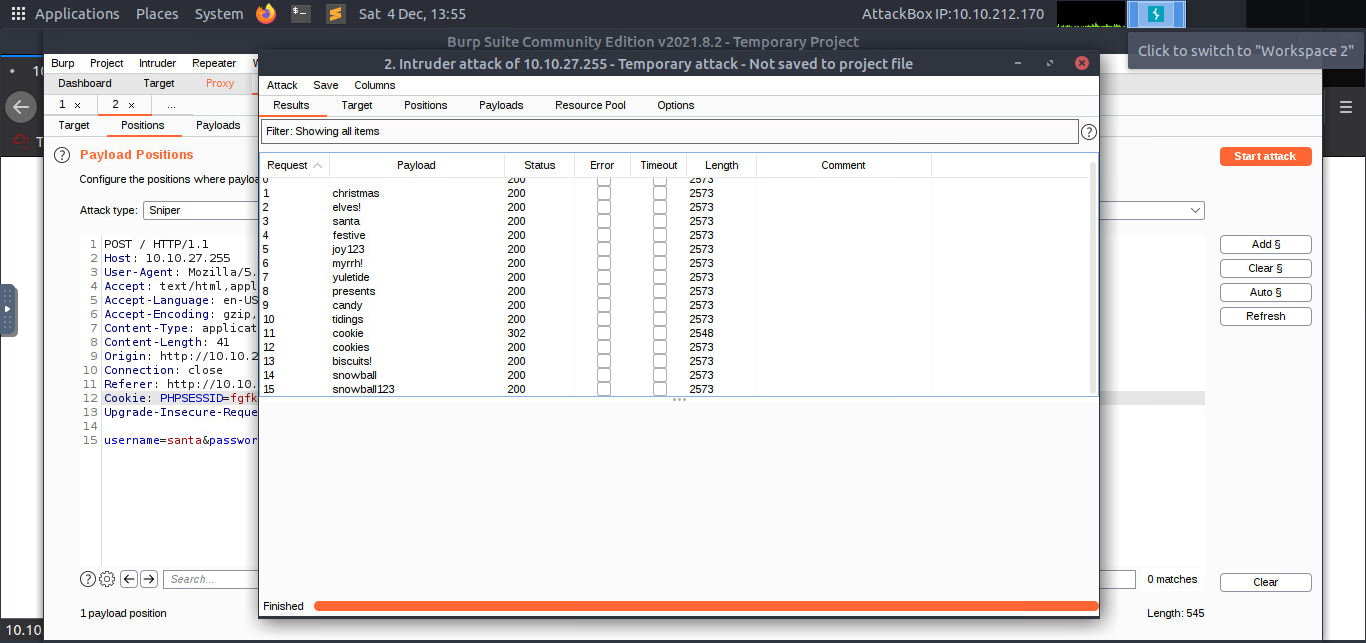 Applications Places System Sat 4 Dec, 13:55 AttackBox IP:10.10.212.170
Burp Suite Community Edition v2021.8.2 - Temporary Project
Click to switch to "Workspace 2"
Burp Project Intruder Repeater
Dashboard Target Proxy
1 × 2 × ...
Target Positions Payloads
2. Intruder attack of 10.10.27.255 - Temporary attack - Not saved to project file
Attack Save Columns
Results Target Positions Payloads Resource Pool Options
Filter: Showing all items
? Payload Positions
Configure the positions where payloa
Start attack
Attack type: Sniper
Request Payload Status Error Timeout Length Comment
0 200 2573
1 christmas 200 2573
2 elves! 200 2573
3 santa 200 2573
4 festive 200 2573
5 joy123 200 2573
6 myrrh! 200 2573
7 yuletide 200 2573
8 presents 200 2573
9 candy 200 2573
10 tidings 200 2573
11 cookie 302 2548
12 cookies 200 2573
13 biscuits! 200 2573
14 snowball 200 2573
15 snowball123 200 2573
1 POST / HTTP/1.1
2 Host: 10.10.27.255
3 User-Agent: Mozilla/5.
4 Accept: text/html,appl
5 Accept-Language: en-US
6 Accept-Encoding: gzip,
7 Content-Type: applicat
8 Content-Length: 41
9 Origin: http://10.10.2
10 Connection: close
11 Referer: http://10.10.
12 Cookie: PHPSESSID=fgfk
13 Upgrade-Insecure-Reque
14
15 username=santa&passwor
Add §
Clear §
Auto §
Refresh
? Search... 0 matches Clear
Finished
1 payload position Length: 545
10.10